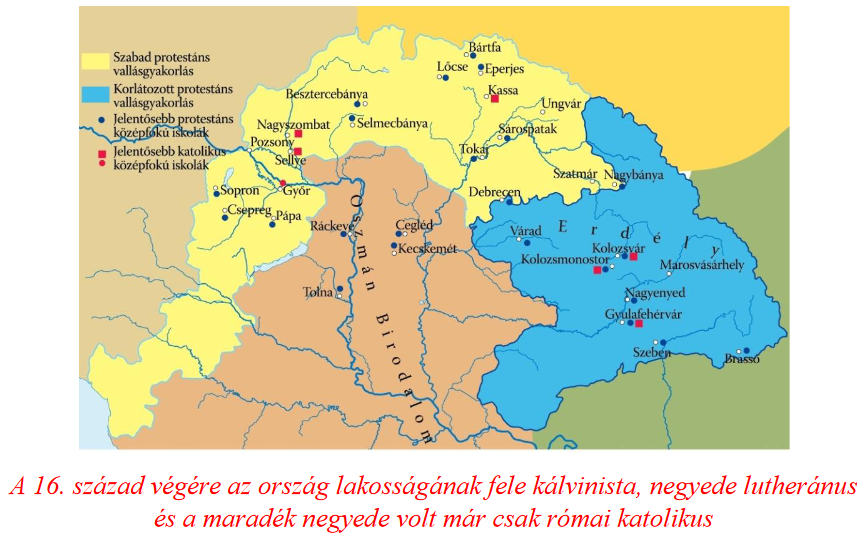 Szabad protestáns
vallásgyakorlás
Korlátozott protestáns
vallásgyakorlás
Jelentősebb protestáns
középfokú iskolák
Jelentősebb katolikus
középfokú iskolák
Bártfa
Lőcse
Eperjes
Besztercebánya
Kassa
Ungvár
Nagyszombat
Selmecbánya
Sárospatak
Pozsony
Sellye
Tokaj
Szatmár
Nagybánya
Sopron
Győr
Debrecen
Csepreg
Pápa
Ráckeve
Cegléd
Várad
Erdély
Kecskemét
Kolozsvár
Kolozsmonostor
Marosvásárhely
Tolna
Nagyenyed
Gyulafehérvár
Szeben
Brassó
Oszmán Birodalom
A 16. század végére az ország lakosságának fele kálvinista, negyede lutheránus
és a maradék negyede volt már csak római katolikus